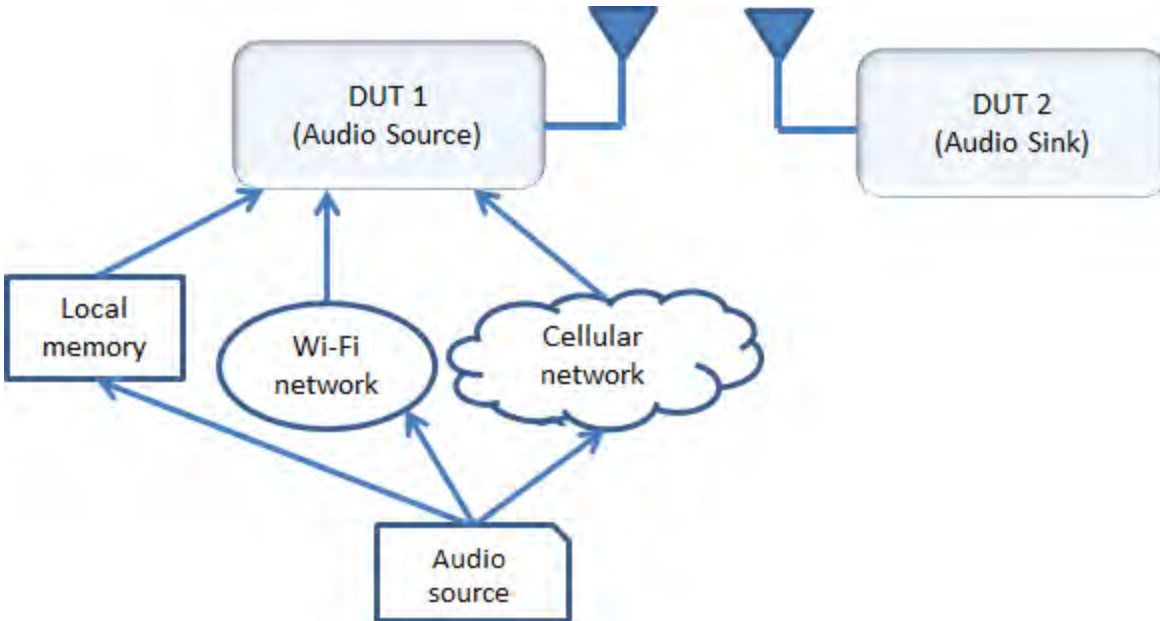 DUT 1
(Audio Source)
DUT 2
(Audio Sink)
Local
memory
Wi-Fi
network
Cellular
network
Audio
source